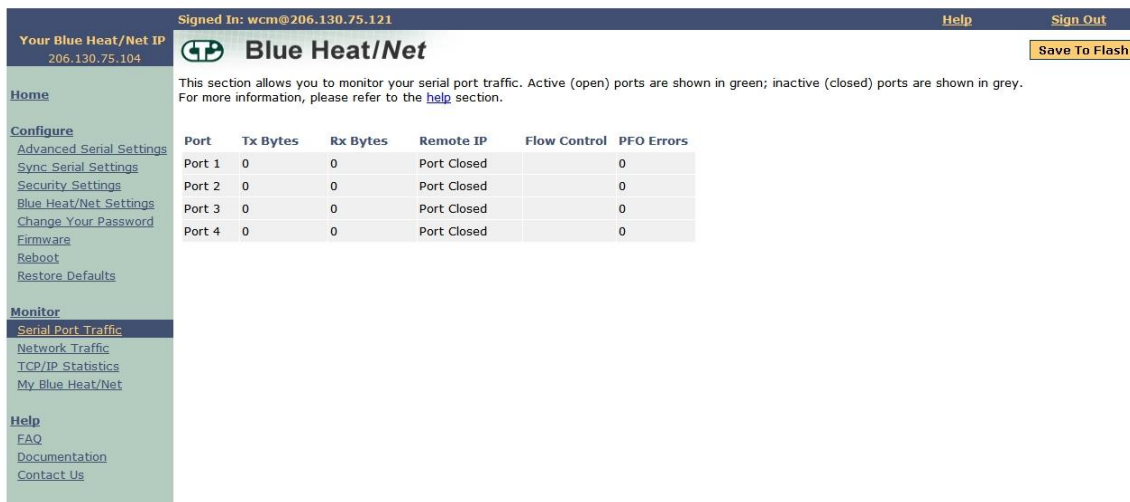 Signed In: wcm@206.130.75.121 Help Sign Out
Your Blue Heat/Net IP
206.130.75.104
Blue Heat/Net
Save To Flash
This section allows you to monitor your serial port traffic. Active (open) ports are shown in green; inactive (closed) ports are shown in grey.
For more information, please refer to the help section.
Home
Configure
Advanced Serial Settings
Sync Serial Settings
Security Settings
Blue Heat/Net Settings
Change Your Password
Firmware
Reboot
Restore Defaults
Monitor
Serial Port Traffic
Network Traffic
TCP/IP Statistics
My Blue Heat/Net
Help
FAQ
Documentation
Contact Us
Port Tx Bytes Rx Bytes Remote IP Flow Control PFO Errors
Port 1 0 0 Port Closed 0
Port 2 0 0 Port Closed 0
Port 3 0 0 Port Closed 0
Port 4 0 0 Port Closed 0